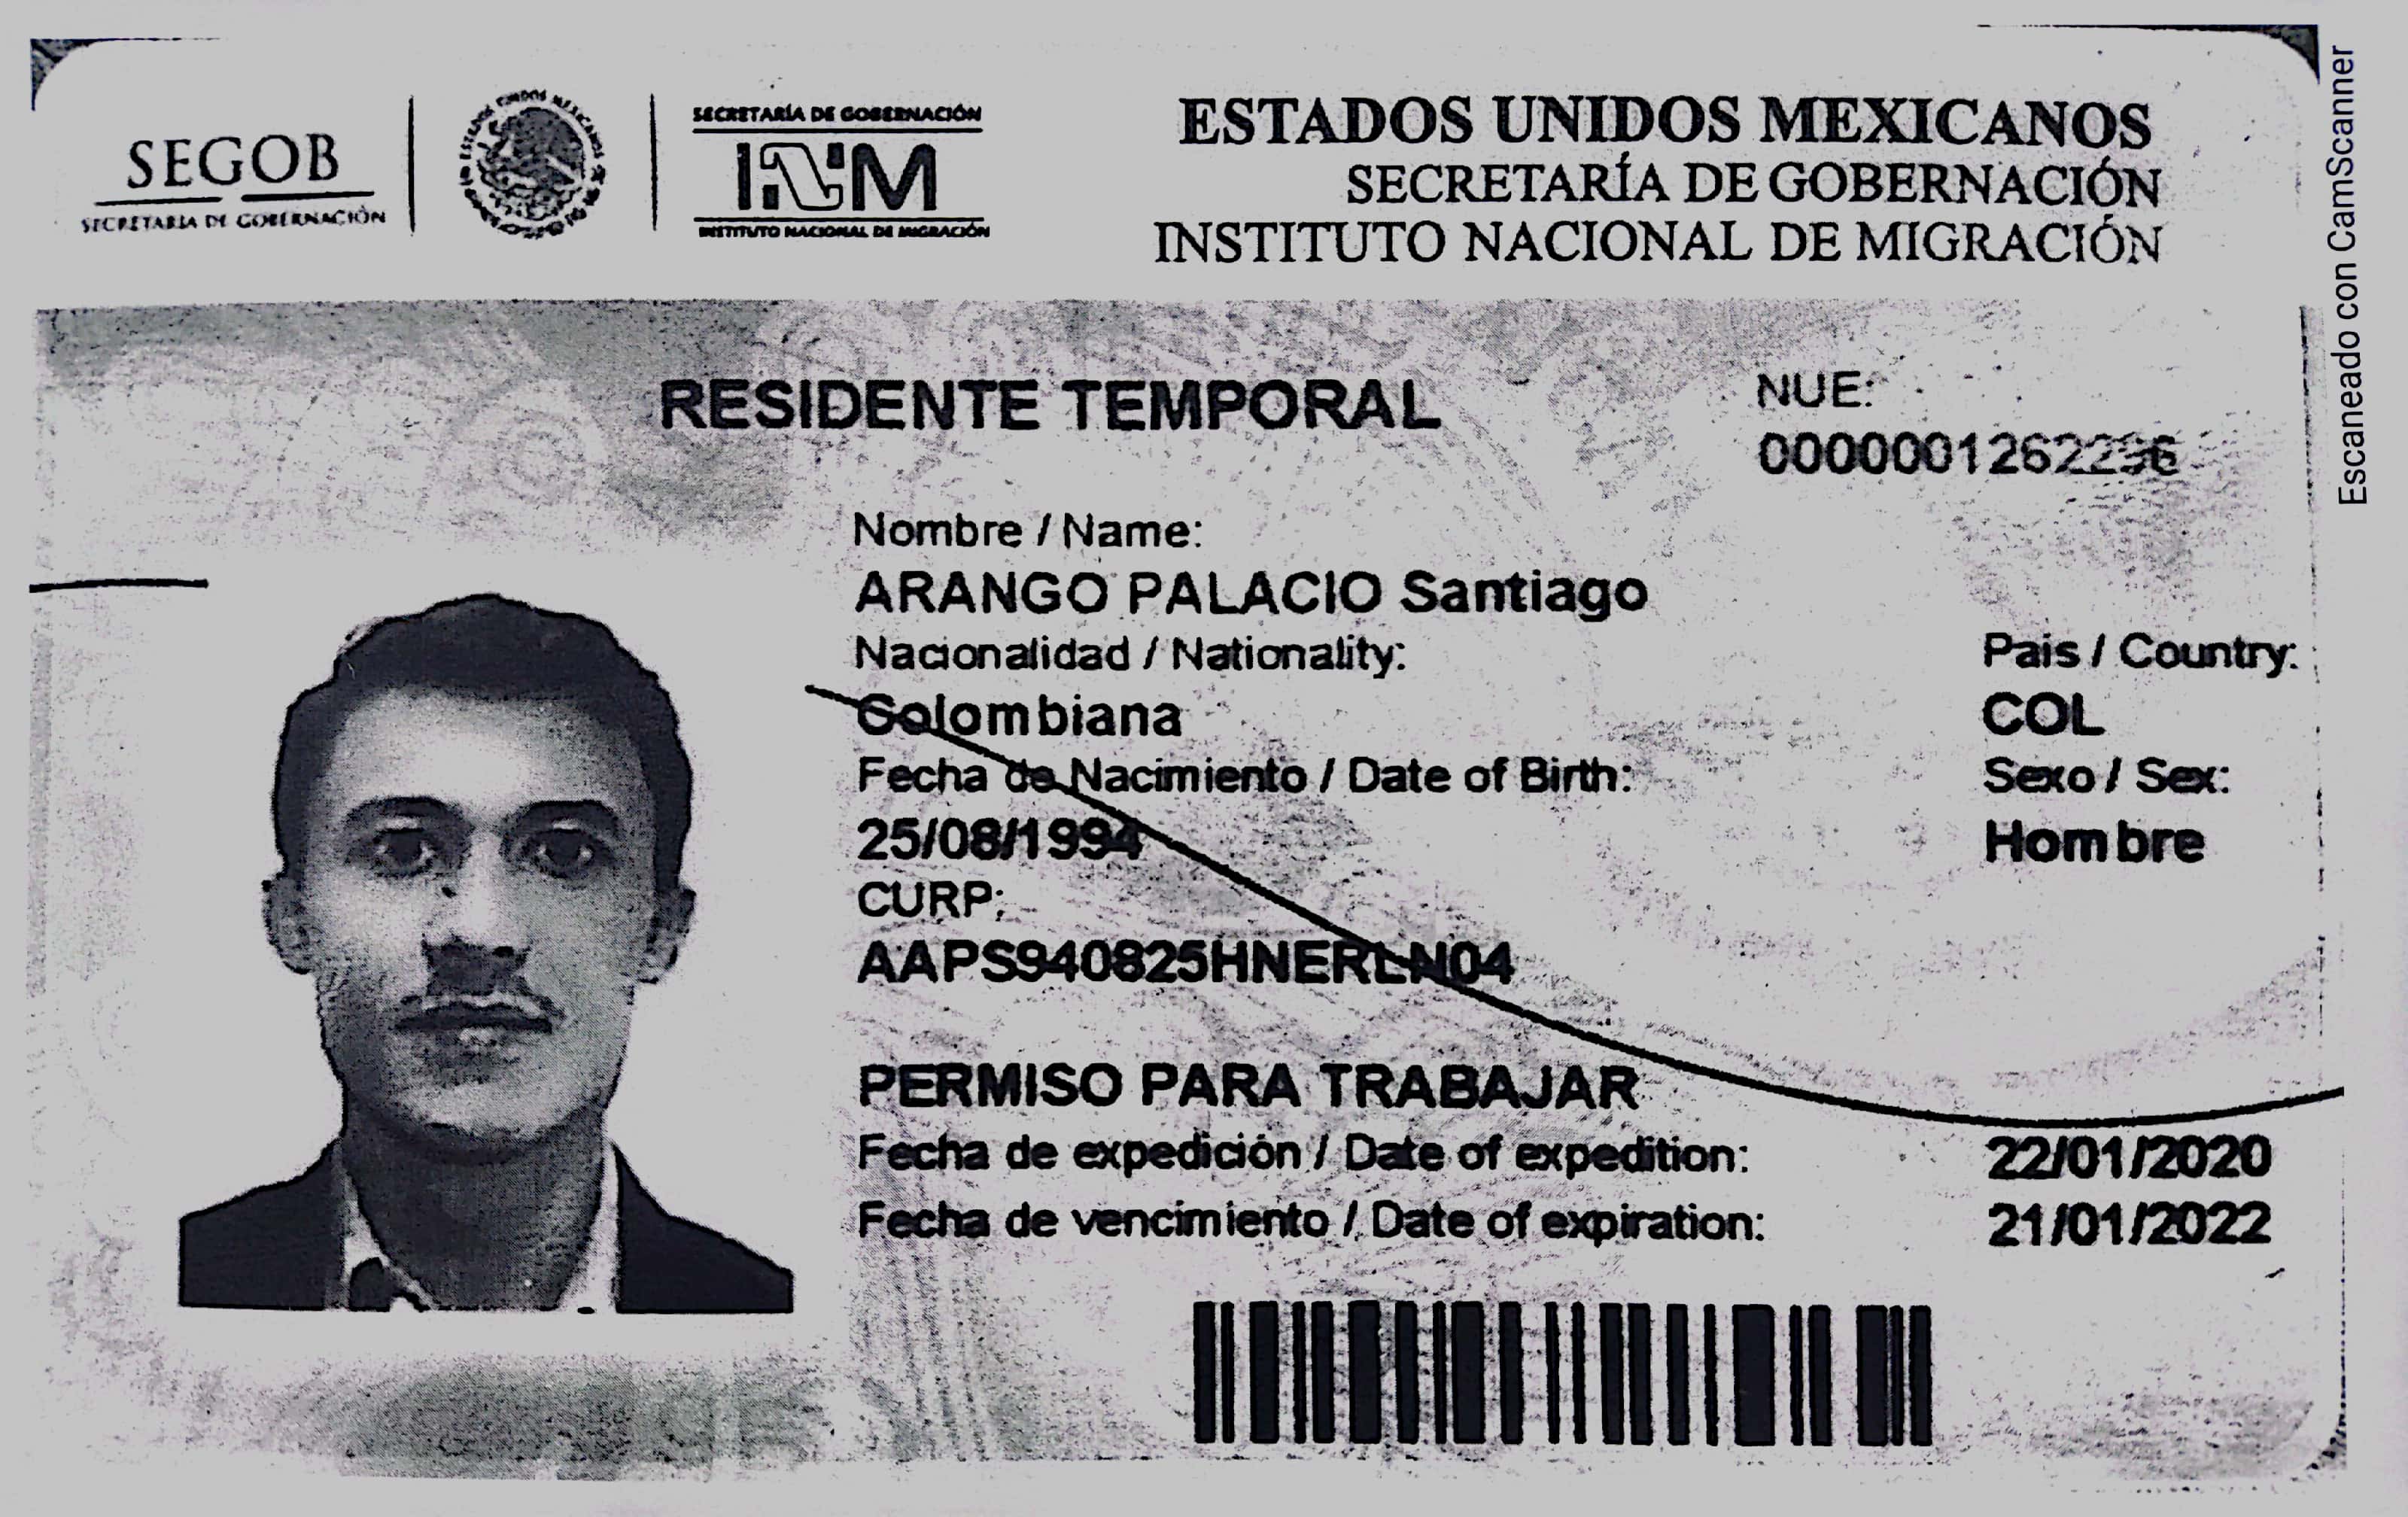 SEGOB
SECRETARÍA DE GOBERNACIÓN
ESTADOS UNIDOS MEXICANOS
SECRETARÍA DE GOBERNACIÓN
INM
INSTITUTO NACIONAL DE MIGRACIÓN
ESTADOS UNIDOS MEXICANOS
SECRETARÍA DE GOBERNACIÓN
INSTITUTO NACIONAL DE MIGRACIÓN
RESIDENTE TEMPORAL
NUE:
Nombre / Name:
ARANGO PALACIO Santiago
Nacionalidad / Nationality:
Colombiana
Pais / Country:
COL
Fecha de Nacimiento / Date of Birth:
25/08/1994
Sexo / Sex:
Hombre
CURP:
AAPS940825HNERLN04
PERMISO PARA TRABAJAR
Fecha de expedición / Date of expedition:
22/01/2020
Fecha de vencimiento / Date of expiration:
21/01/2022
Escaneado con CamScanner